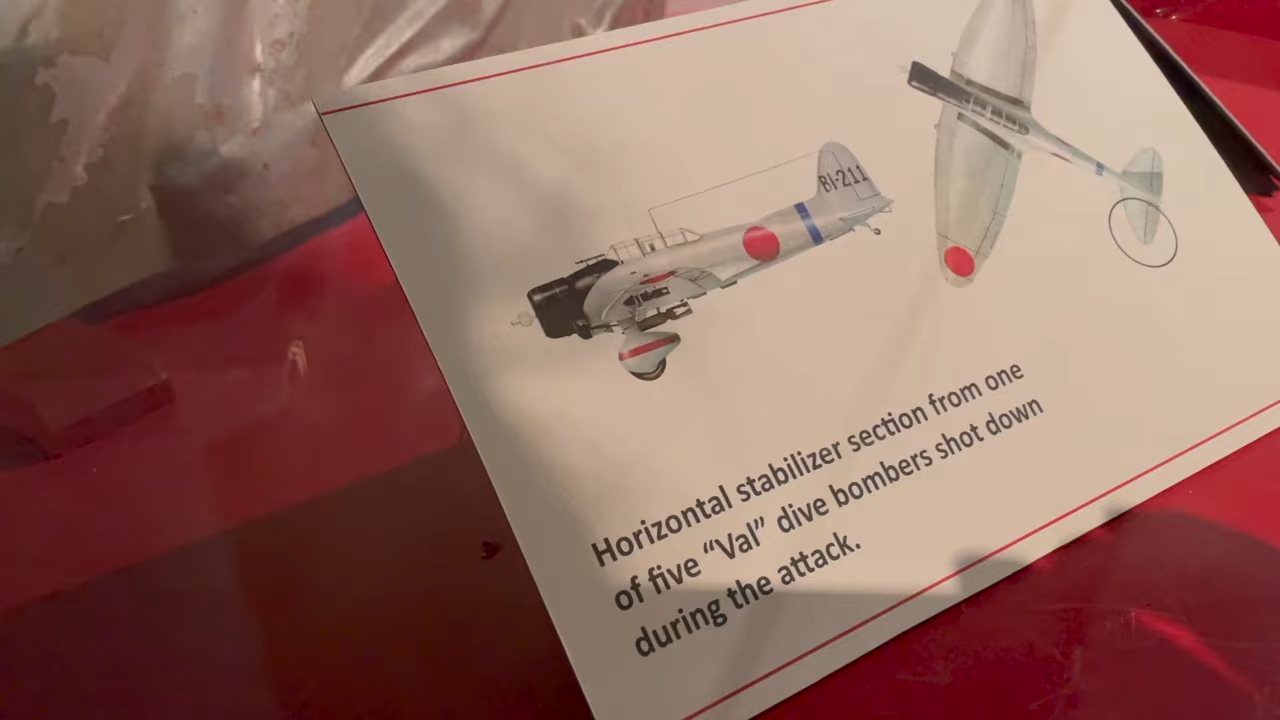 BI-211
Horizontal stabilizer section from one
of five “Val” dive bombers shot down
during the attack.